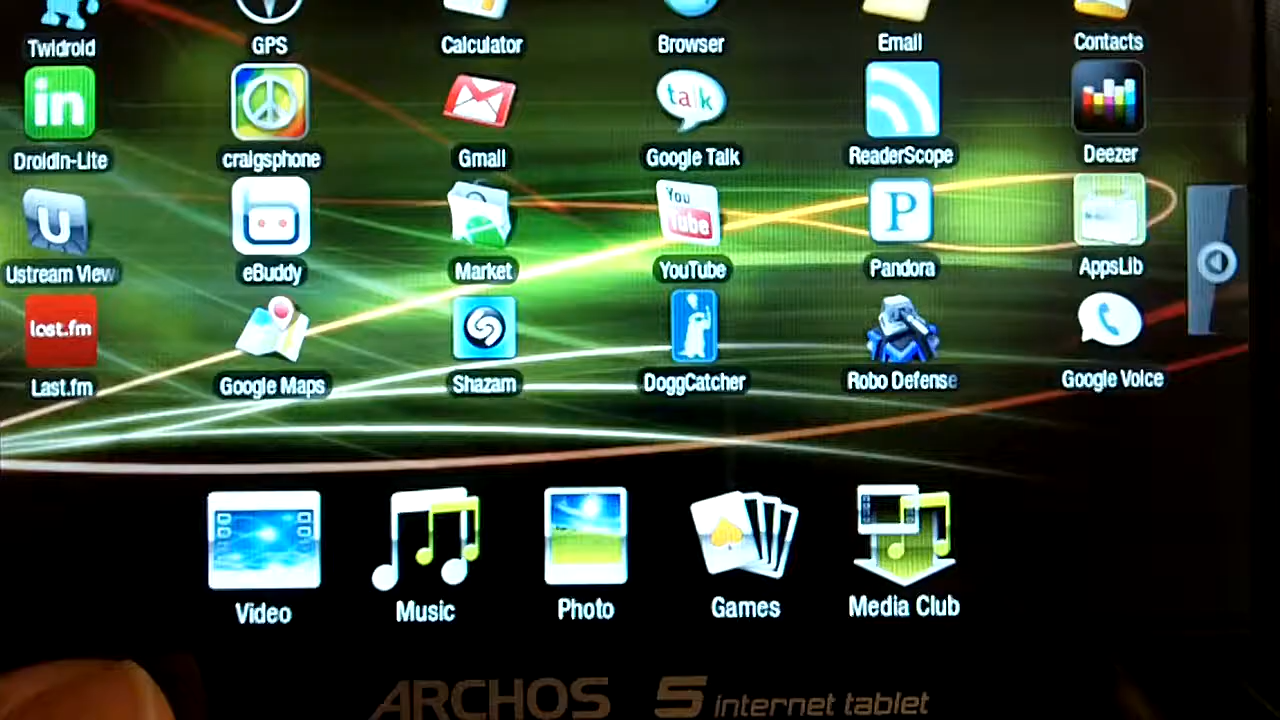 Twidroid GPS Calculator Browser Email Contacts
in talk
DroidIn-Lite craigsphone Gmail Google Talk ReaderScope Deezer
U You Tube P
Ustream View eBuddy Market YouTube Pandora AppsLib
lost.fm
Last.fm Google Maps Shazam DoggCatcher Robo Defense Google Voice
Video Music Photo Games Media Club
ARCHOS 5 internet tablet